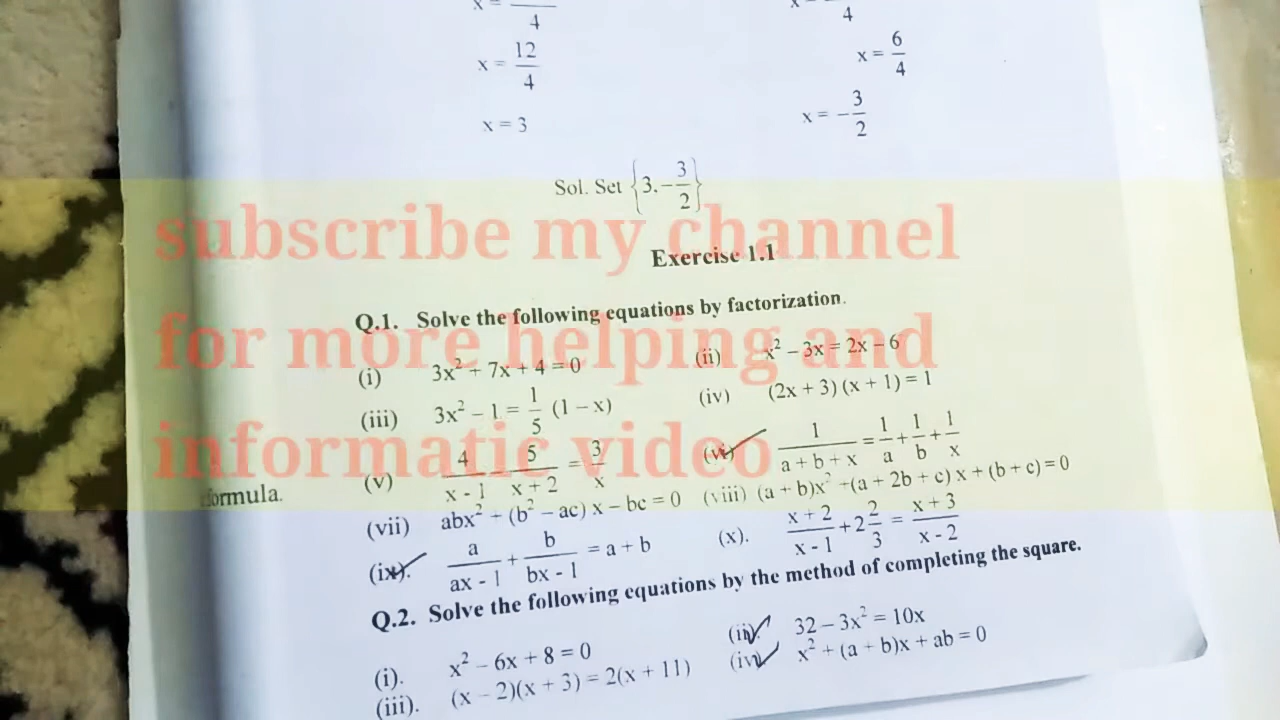 4
4
x = 12/4
x = 6/4
x = 3
x = -3/2
Sol. Set {3.-3/2}
subscribe my channel
Exercise 1.1
for more helping and
Q.1. Solve the following equations by factorization.
(i) 3x² + 7x + 4 = 0 (ii) x² – 3x = 2x – 6
(iii) 3x² – 1 = 1/5 (1 – x) (iv) (2x + 3) (x + 1) = 1
informatic video
formula.
(v) 4/(x - 1) 5/(x + 2) = 3/x (vi) 1/(a + b + x) = 1/a + 1/b + 1/x
(vii) abx² + (b² – ac) x – bc = 0 (viii) (a + b)x² +(a + 2b + c) x + (b + c) = 0
(ix). a/(ax - 1) + b/(bx - 1) = a + b (x). (x + 2)/(x - 1) + 2 2/3 = (x + 3)/(x - 2)
Q.2. Solve the following equations by the method of completing the square.
(i). x² – 6x + 8 = 0 (ii). 32 – 3x² = 10x
(iii). (x – 2)(x + 3) = 2(x + 11) (iv) x² + (a + b)x + ab = 0